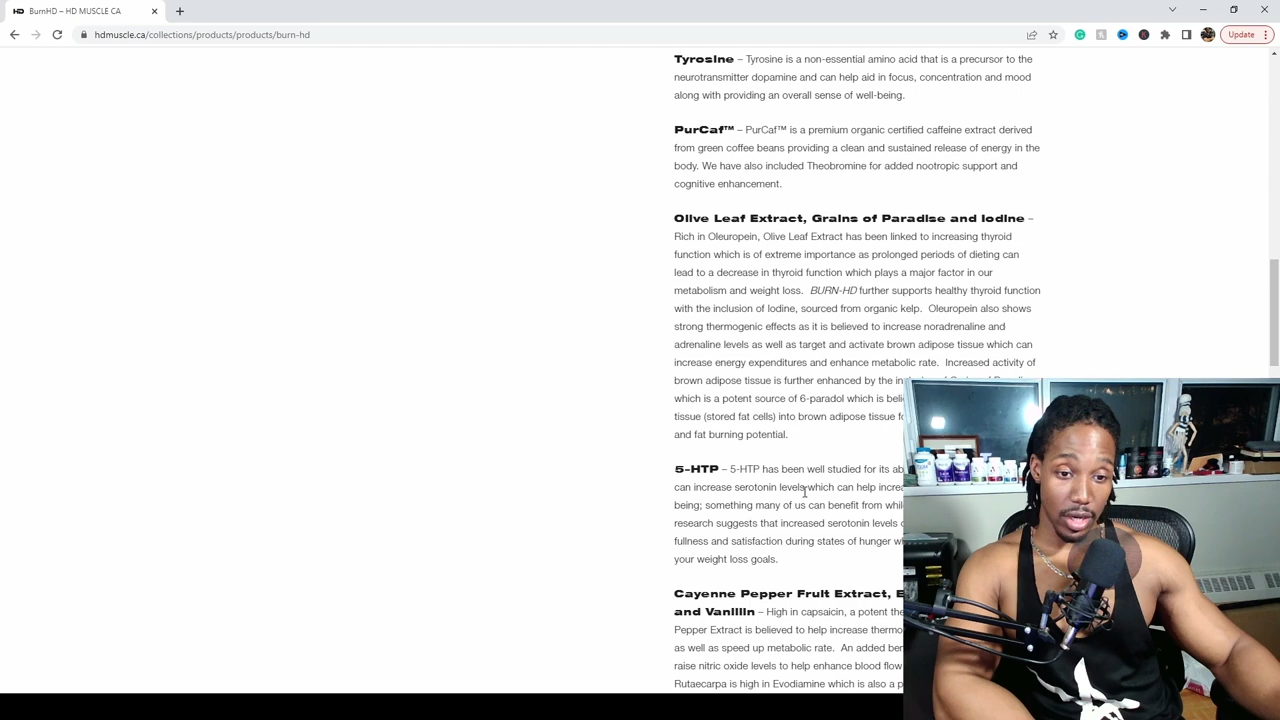 HD BurnHD – HD MUSCLE CA
hdmuscle.ca/collections/products/products/burn-hd
Update
Tyrosine – Tyrosine is a non-essential amino acid that is a precursor to the
neurotransmitter dopamine and can help aid in focus, concentration and mood
along with providing an overall sense of well-being.
PurCaf™ – PurCaf™ is a premium organic certified caffeine extract derived
from green coffee beans providing a clean and sustained release of energy in the
body. We have also included Theobromine for added nootropic support and
cognitive enhancement.
Olive Leaf Extract, Grains of Paradise and Iodine –
Rich in Oleuropein, Olive Leaf Extract has been linked to increasing thyroid
function which is of extreme importance as prolonged periods of dieting can
lead to a decrease in thyroid function which plays a major factor in our
metabolism and weight loss. BURN-HD further supports healthy thyroid function
with the inclusion of Iodine, sourced from organic kelp. Oleuropein also shows
strong thermogenic effects as it is believed to increase noradrenaline and
adrenaline levels as well as target and activate brown adipose tissue which can
increase energy expenditures and enhance metabolic rate. Increased activity of
brown adipose tissue is further enhanced by the
which is a potent source of 6-paradol which is
tissue (stored fat cells) into brown adipose tissue
and fat burning potential.
5-HTP – 5-HTP has been well studied for its
can increase serotonin levels which can help
being; something many of us can benefit from
research suggests that increased serotonin levels
fullness and satisfaction during states of hunger
your weight loss goals.
Cayenne Pepper Fruit Extract,
and Vanillin – High in capsaicin, a potent
Pepper Extract is believed to help increase
as well as speed up metabolic rate. An added
raise nitric oxide levels to help enhance blood flow
Rutaecarpa is high in Evodiamine which is also a